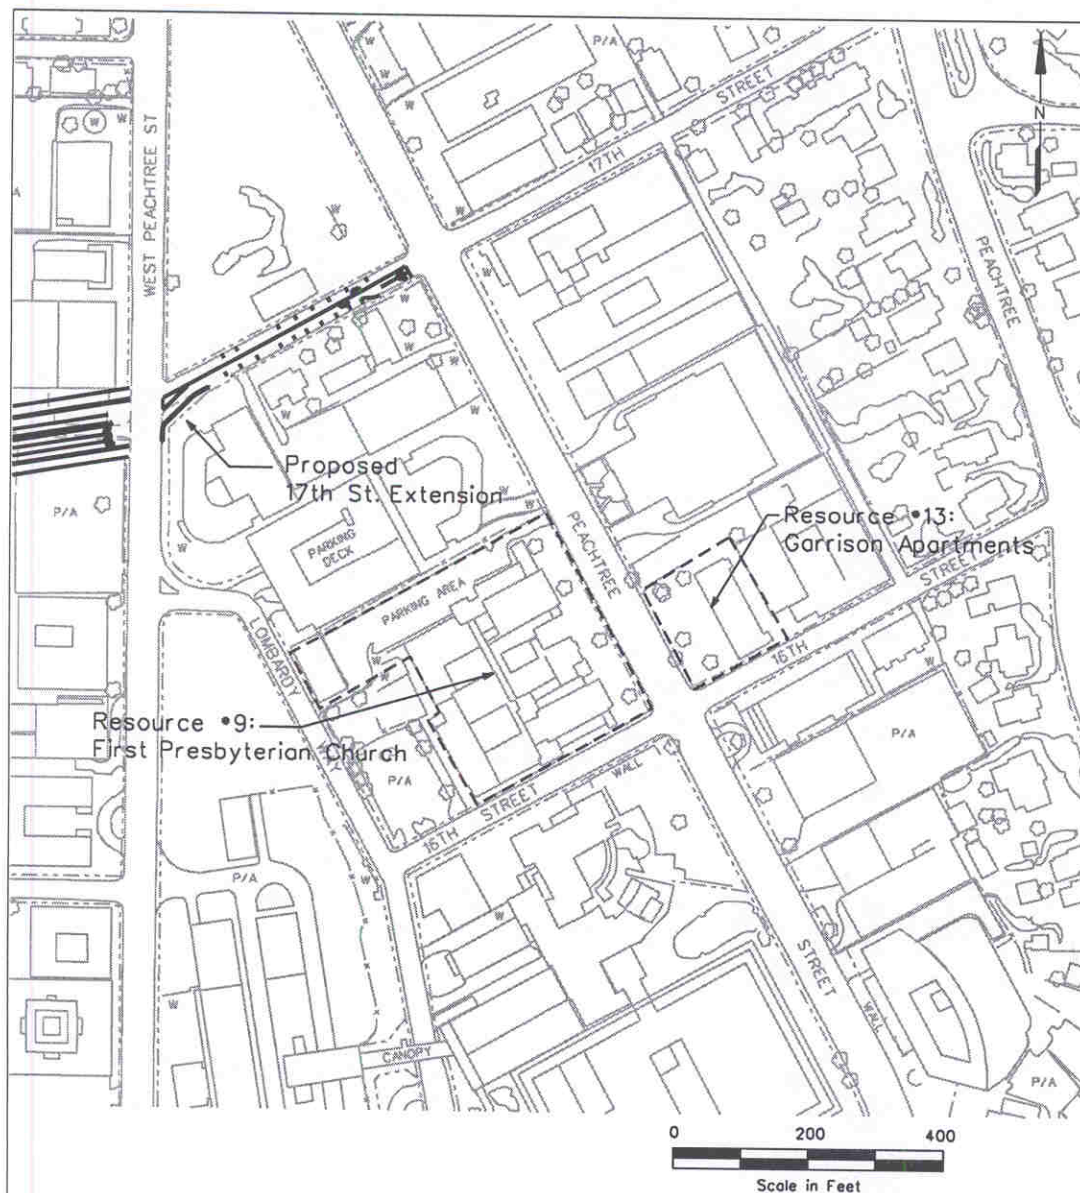 P/A
STREET
17TH
N
W
W
W
W
W
WEST PEACHTREE ST
W
W
W
PEACHTREE
W
W
W
W
W
W
Proposed
17th St. Extension
P/A
W
W
W
PARKING
DECK
PEACHTREE
Resource •13:
Garrison Apartments
STREET
PARKING AREA
LOMBARDY
16TH
W
W
W
Resource •9:
First Presbyterian Church
P/A
P/A
WALL
STREET
16TH
P/A
W
W
W
STREET
WALL
CANOPY
P/A
0 200 400
Scale in Feet